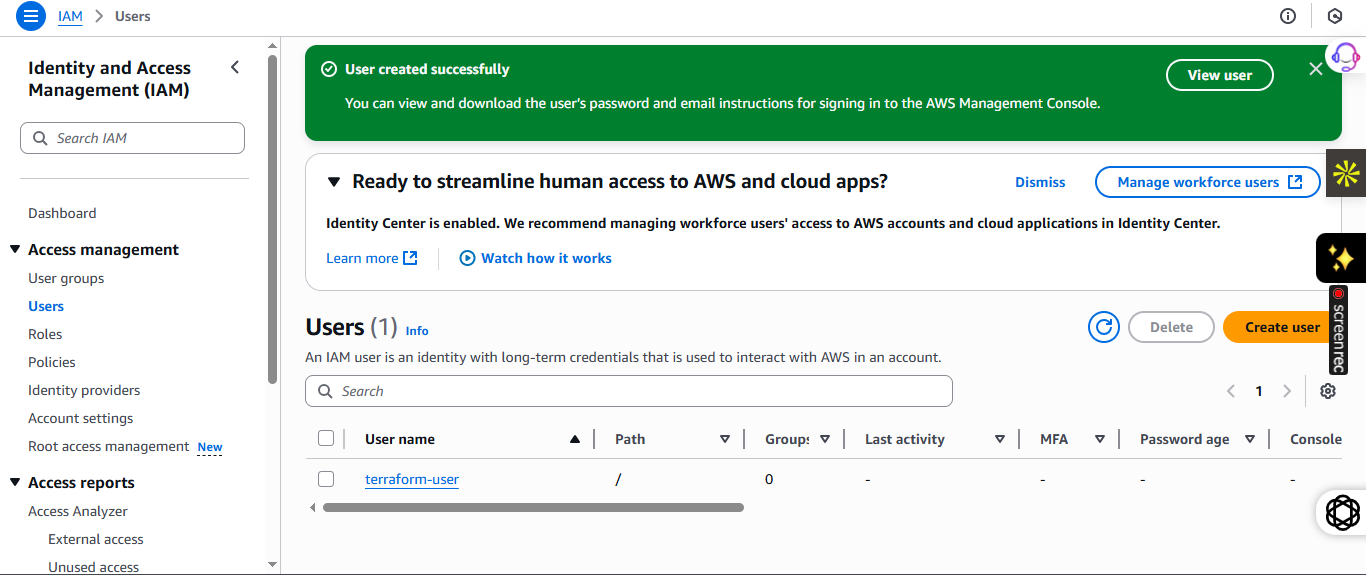 IAM > Users
Identity and Access
Management (IAM)
Search IAM
Dashboard
Access management
User groups
Users
Roles
Policies
Identity providers
Account settings
Root access management New
Access reports
Access Analyzer
External access
Unused access
User created successfully
View user
You can view and download the user's password and email instructions for signing in to the AWS Management Console.
Ready to streamline human access to AWS and cloud apps?
Dismiss
Manage workforce users
Identity Center is enabled. We recommend managing workforce users' access to AWS accounts and cloud applications in Identity Center.
Learn more
Watch how it works
Users (1) Info
Delete
Create user
An IAM user is an identity with long-term credentials that is used to interact with AWS in an account.
Search
1
User name Path Groups Last activity MFA Password age Console
terraform-user / 0 - - - -
screenrec